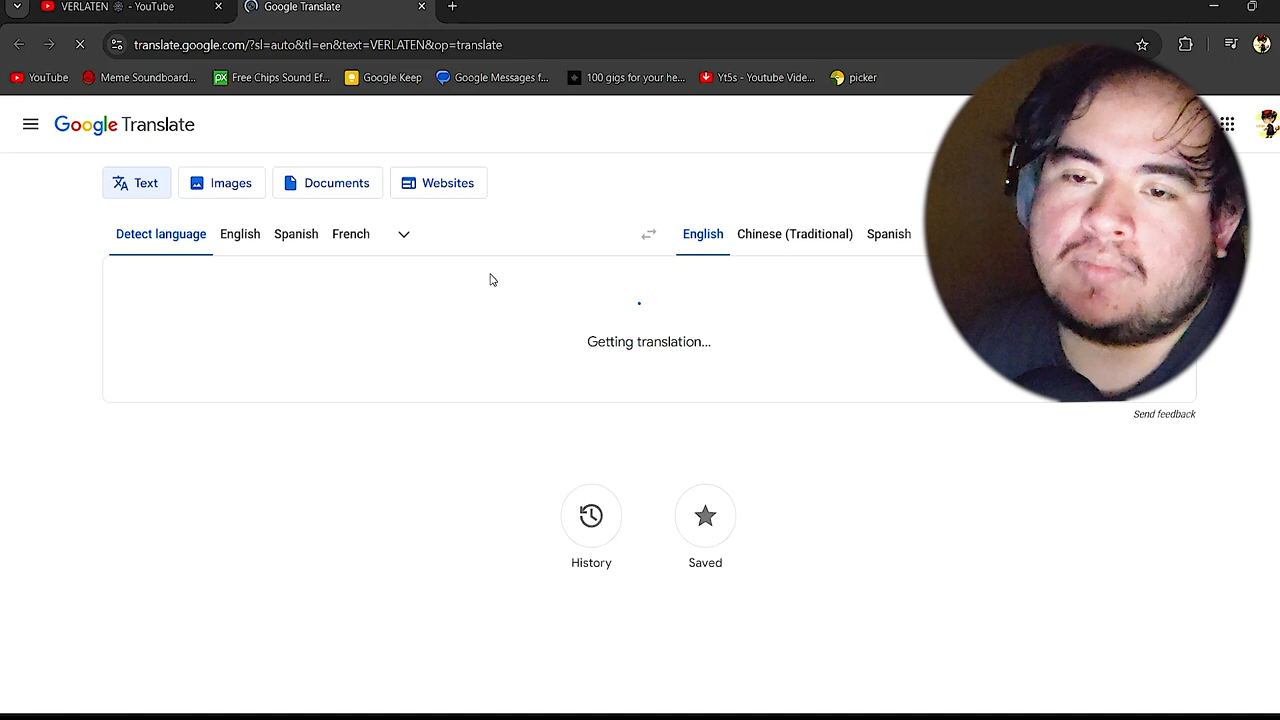 VERLATEN ֎ - YouTube
Google Translate
translate.google.com/?sl=auto&tl=en&text=VERLATEN&op=translate
YouTube
Meme Soundboard...
Free Chips Sound Ef...
Google Keep
Google Messages f...
100 gigs for your he...
Yt5s - Youtube Vide...
picker
Google Translate
Text
Images
Documents
Websites
Detect language
English
Spanish
French
English
Chinese (Traditional)
Spanish
Getting translation...
Send feedback
History
Saved